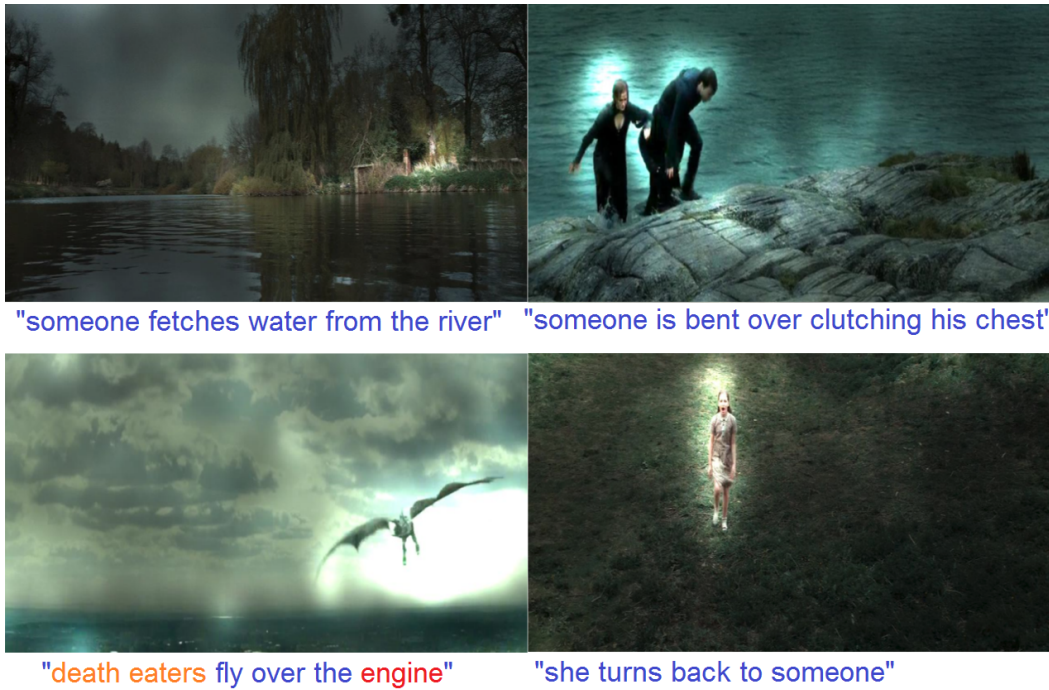 "someone fetches water from the river"
"someone is bent over clutching his chest"
"death eaters fly over the engine"
"she turns back to someone"